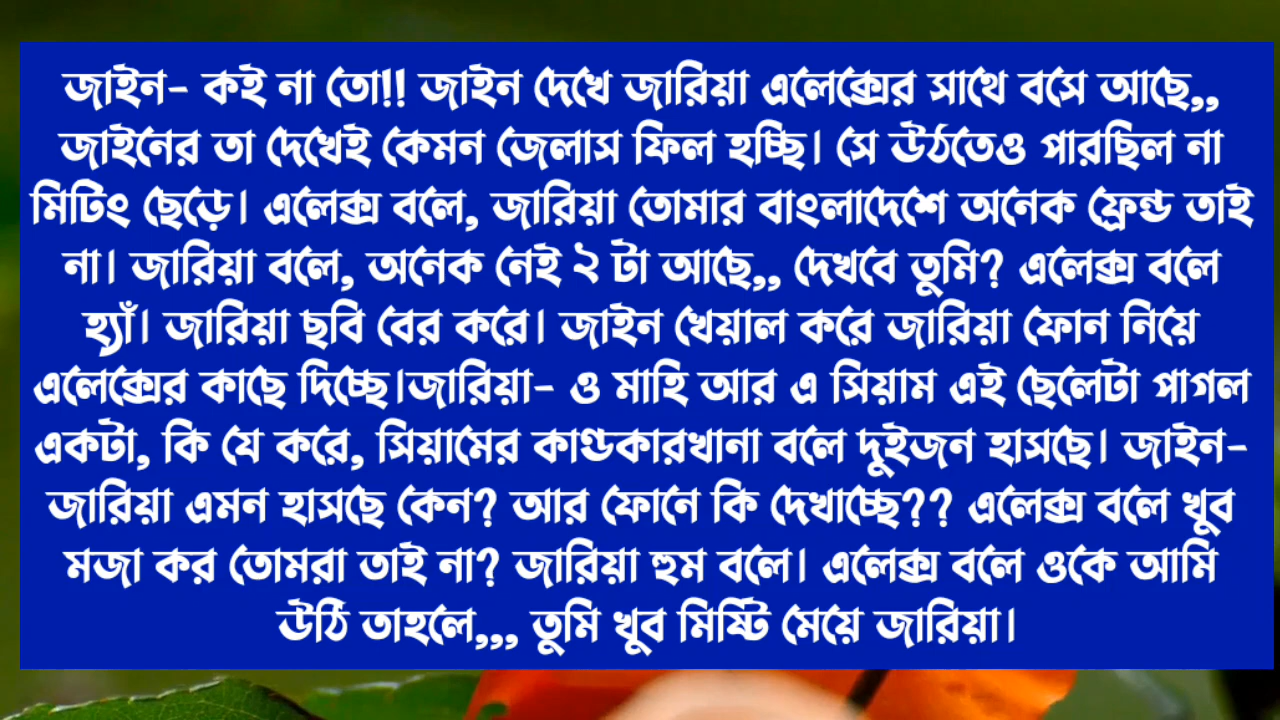 জাইন- কই না তো!! জাইন দেখে জারিয়া এলেক্সের সাথে বসে আছে,,
জাইনের তা দেখেই কেমন জেলাস ফিল হচ্ছি। সে উঠতেও পারছিল না
মিটিং ছেড়ে। এলেক্স বলে, জারিয়া তোমার বাংলাদেশে অনেক ফ্রেন্ড তাই
না। জারিয়া বলে, অনেক নেই ২ টা আছে,, দেখবে তুমি? এলেক্স বলে
হ্যাঁ। জারিয়া ছবি বের করে। জাইন খেয়াল করে জারিয়া ফোন নিয়ে
এলেক্সের কাছে দিচ্ছে।জারিয়া- ও মাহি আর এ সিয়াম এই ছেলেটা পাগল
একটা, কি যে করে, সিয়ামের কাণ্ডকারখানা বলে দুইজন হাসছে। জাইন-
জারিয়া এমন হাসছে কেন? আর ফোনে কি দেখাচ্ছে?? এলেক্স বলে খুব
মজা কর তোমরা তাই না? জারিয়া হুম বলে। এলেক্স বলে ওকে আমি
উঠি তাহলে,,, তুমি খুব মিষ্টি মেয়ে জারিয়া।